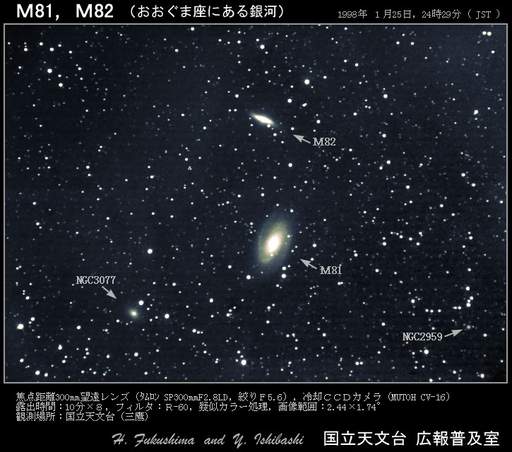 M81, M82 (おおぐま座にある銀河)
1998年 1月25日, 24時29分 ( JST )
M82
M81
NGC3077
NGC2959
焦点距離300mm望遠レンズ (ﾀﾑﾛﾝ SP300mmF2.8LD, 絞りF5.6), 冷却CCDカメラ (MUTOH CV-16)
露出時間:10分×8, フィルタ:R-60, 疑似カラー処理, 画像範囲:2.44×1.74°
観測場所:国立天文台 (三鷹)
H. Fukushima and Y. Ishibashi
国立天文台 広報普及室